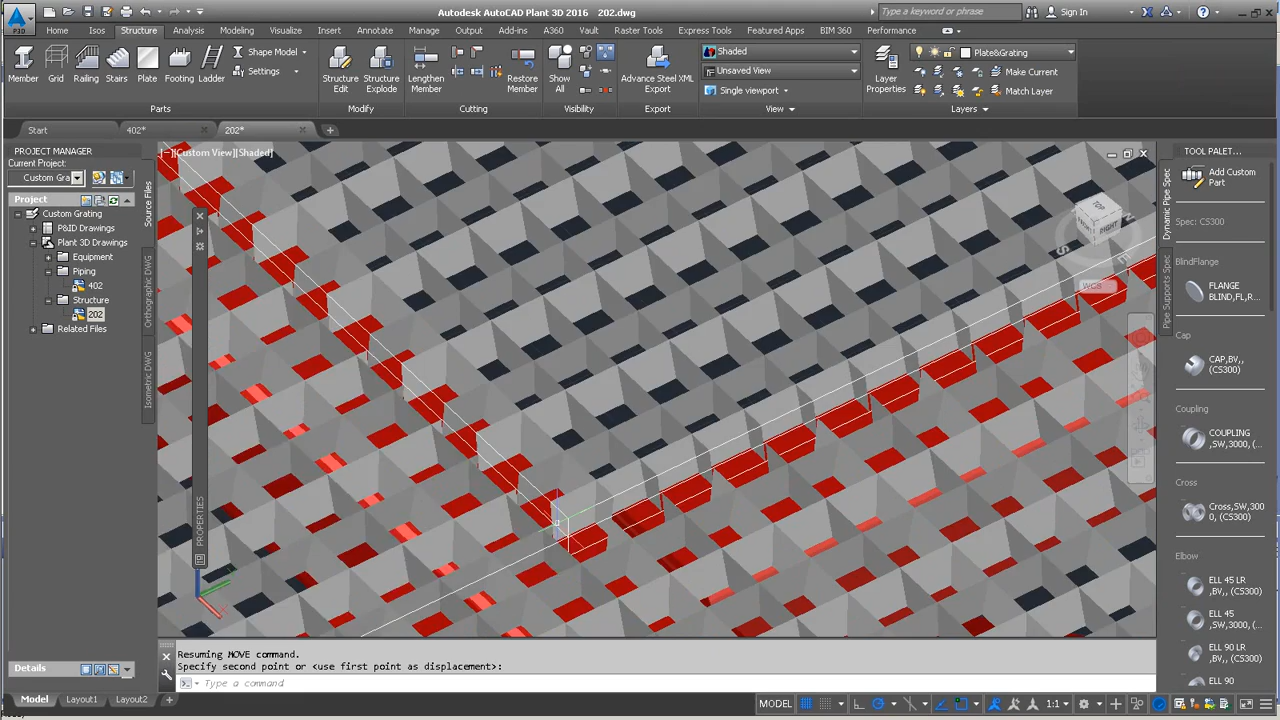 Autodesk AutoCAD Plant 3D 2016   202.dwg
Type a keyword or phrase
Sign In
P3D
Home Isos Structure Analysis Modeling Visualize Insert Annotate Manage Output Add-ins A360 Vault Raster Tools Express Tools Featured Apps BIM 360 Performance
Member
Grid
Railing
Stairs
Plate
Footing
Ladder
Shape Model
Settings
Parts
Structure Edit
Structure Explode
Modify
Lengthen Member
Restore Member
Cutting
Show All
Visibility
Advance Steel XML Export
Export
Shaded
Unsaved View
Single viewport
View
Layer Properties
Plate&Grating
Make Current
Match Layer
Layers
Start
402*
202*
PROJECT MANAGER
Current Project:
Custom Gra
Project
Custom Grating
P&ID Drawings
Plant 3D Drawings
Equipment
Piping
402
Structure
202
Related Files
Details
Source Files
Orthographic DWG
Isometric DWG
[−][Custom View][Shaded]
PROPERTIES
TOP
FRONT
RIGHT
S
E
N
WCS
TOOL PALET...
Dynamic Pipe Spec
Pipe Supports Spec
Add Custom Part
Spec: CS300
BlindFlange
FLANGE
BLIND,FL,R...
Cap
CAP,BV,,
(CS300)
Coupling
COUPLING
,SW,3000, (
Cross
Cross,SW,300
0, (CS300)
Elbow
ELL 45 LR
,BV,, (CS30...
ELL 45
,SW,3000,...
ELL 90 LR
,BV,, (CS30...
ELL 90
Resuming MOVE command.
Specify second point or <use first point as displacement>:
Type a command
Model Layout1 Layout2
MODEL
1:1